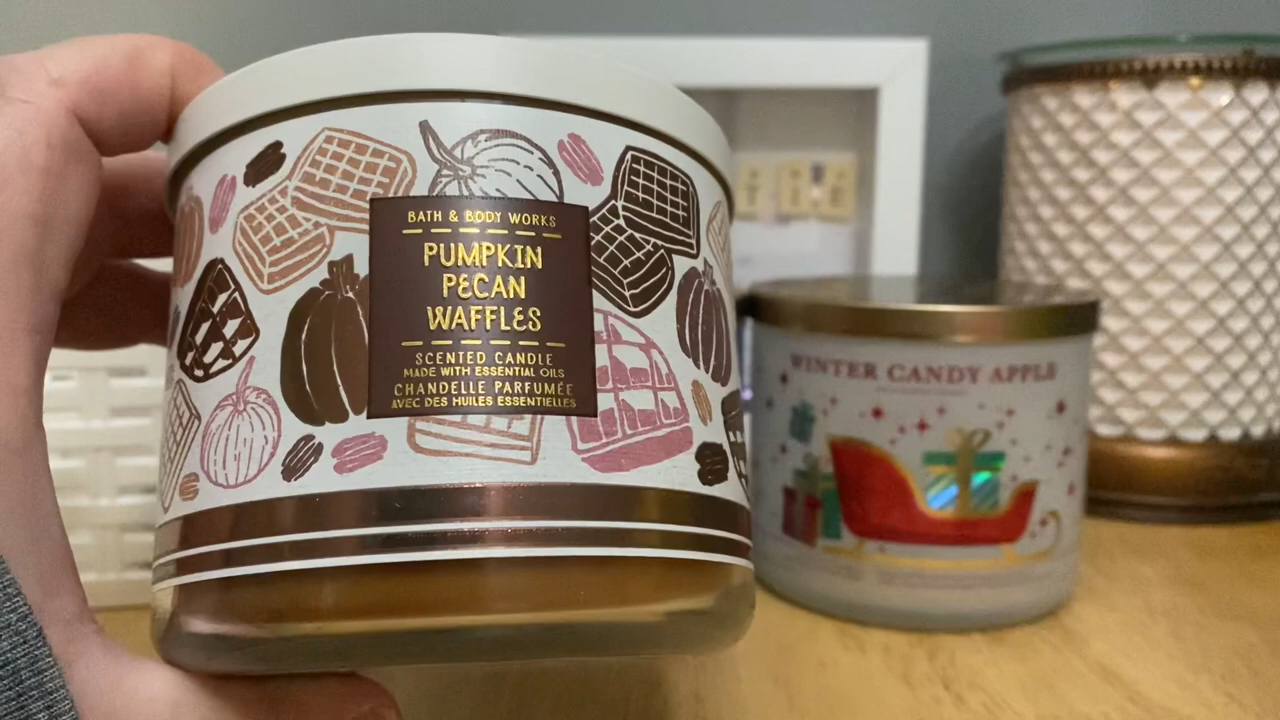 BATH & BODY WORKS
PUMPKIN
PECAN
WAFFLES
SCENTED CANDLE
MADE WITH ESSENTIAL OILS
CHANDELLE PARFUMÉE
AVEC DES HUILES ESSENTIELLES
WINTER CANDY APPLE